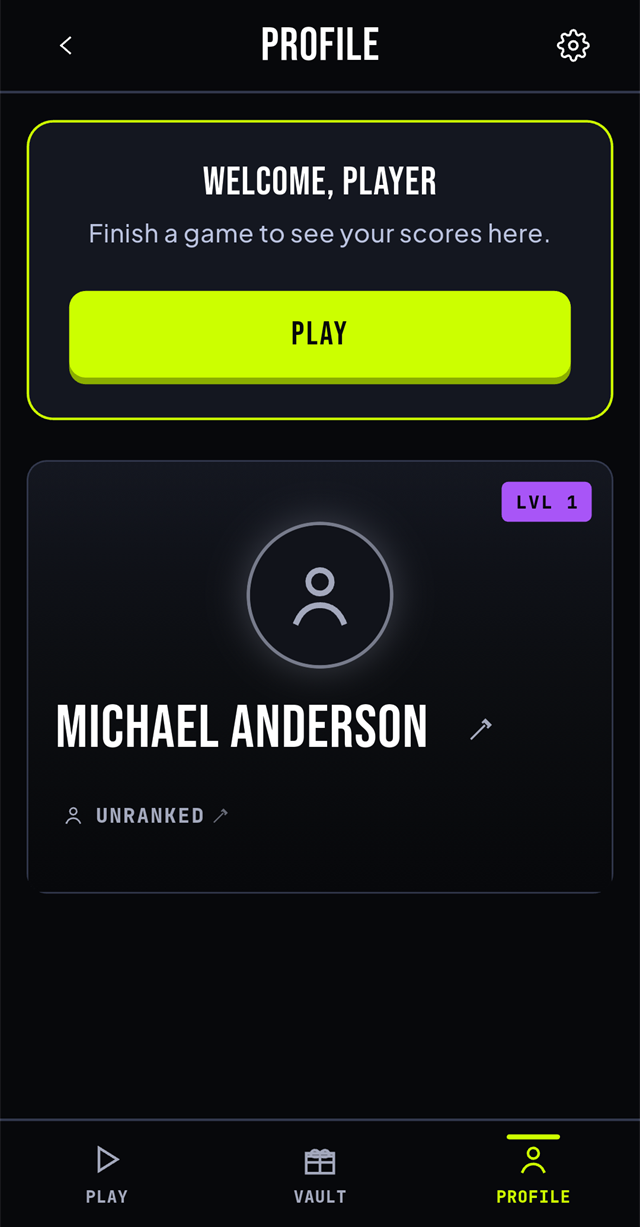 PROFILE
WELCOME, PLAYER
Finish a game to see your scores here.
PLAY
LVL 1
MICHAEL ANDERSON
UNRANKED
PLAY
VAULT
PROFILE